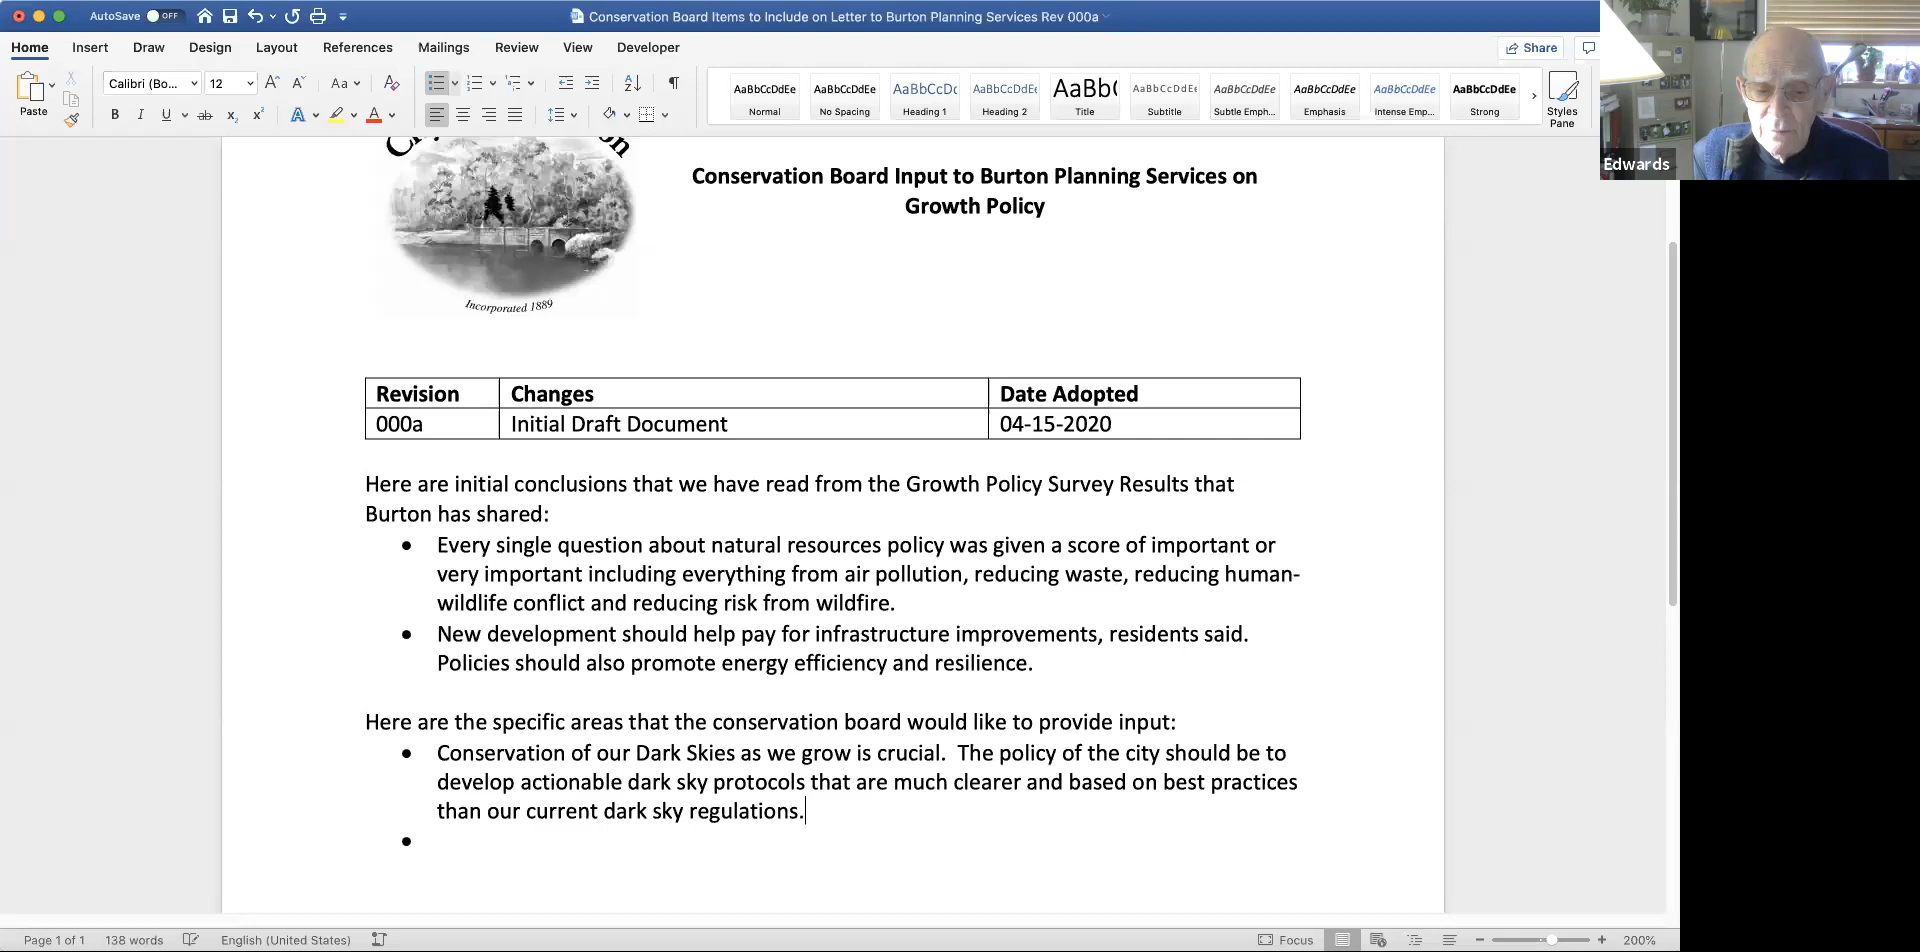 AutoSave OFF
Conservation Board Items to Include on Letter to Burton Planning Services Rev 000a
Home Insert Draw Design Layout References Mailings Review View Developer Share
Paste
Calibri (Bo... 12
AaBbCcDdEe AaBbCcDdEe AaBbCcDc AaBbCcDdEe AaBb( AaBbCcDdEe AaBbCcDdEe AaBbCcDdEe AaBbCcDdEe AaBbCcDdEe
Normal No Spacing Heading 1 Heading 2 Title Subtitle Subtle Emph... Emphasis Intense Emp... Strong
Styles
Pane
Edwards
Conservation Board Input to Burton Planning Services on
Growth Policy
Incorporated 1889
Revision Changes Date Adopted
000a Initial Draft Document 04-15-2020
Here are initial conclusions that we have read from the Growth Policy Survey Results that
Burton has shared:
• Every single question about natural resources policy was given a score of important or
very important including everything from air pollution, reducing waste, reducing human-
wildlife conflict and reducing risk from wildfire.
• New development should help pay for infrastructure improvements, residents said.
Policies should also promote energy efficiency and resilience.
Here are the specific areas that the conservation board would like to provide input:
• Conservation of our Dark Skies as we grow is crucial. The policy of the city should be to
develop actionable dark sky protocols that are much clearer and based on best practices
than our current dark sky regulations.
•
Page 1 of 1 138 words English (United States) Focus 200%